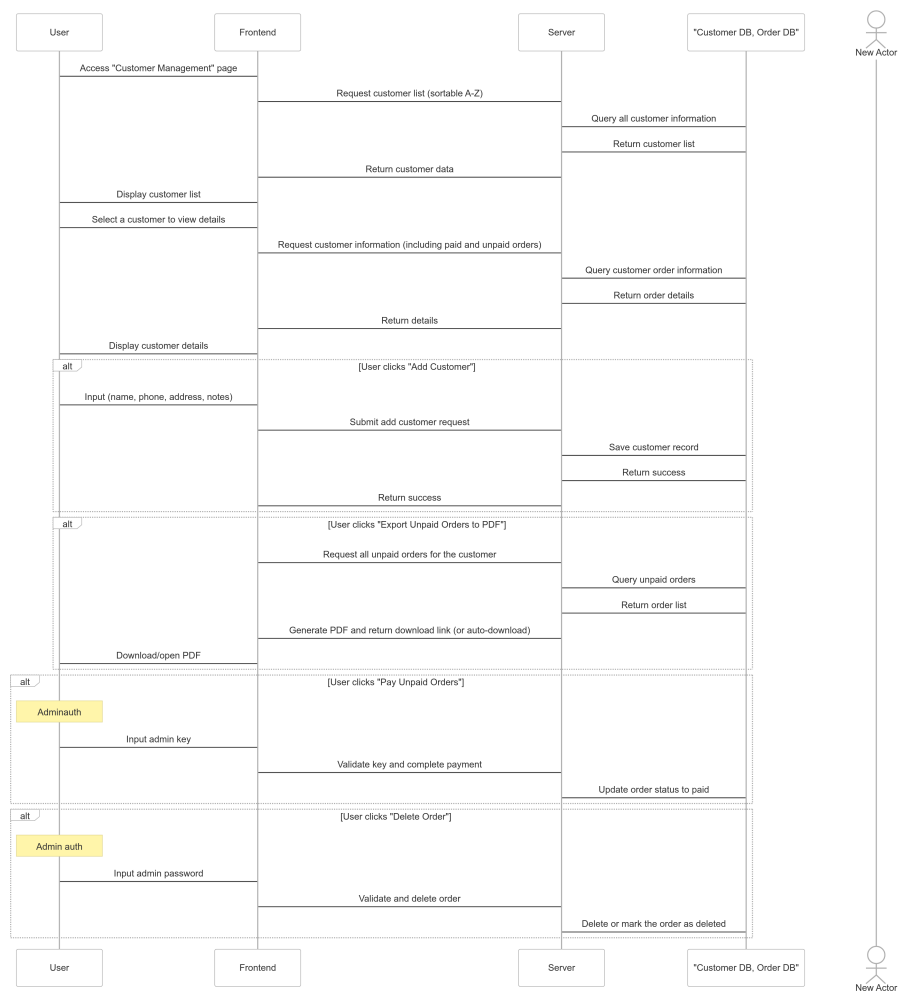 User
Frontend
Server
"Customer DB, Order DB"
New Actor
Access "Customer Management" page
Request customer list (sortable A-Z)
Query all customer information
Return customer list
Return customer data
Display customer list
Select a customer to view details
Request customer information (including paid and unpaid orders)
Query customer order information
Return order details
Return details
Display customer details
alt
[User clicks "Add Customer"]
Input (name, phone, address, notes)
Submit add customer request
Save customer record
Return success
Return success
alt
[User clicks "Export Unpaid Orders to PDF"]
Request all unpaid orders for the customer
Query unpaid orders
Return order list
Generate PDF and return download link (or auto-download)
Download/open PDF
alt
[User clicks "Pay Unpaid Orders"]
Adminauth
Input admin key
Validate key and complete payment
Update order status to paid
alt
[User clicks "Delete Order"]
Admin auth
Input admin password
Validate and delete order
Delete or mark the order as deleted
User
Frontend
Server
"Customer DB, Order DB"
New Actor